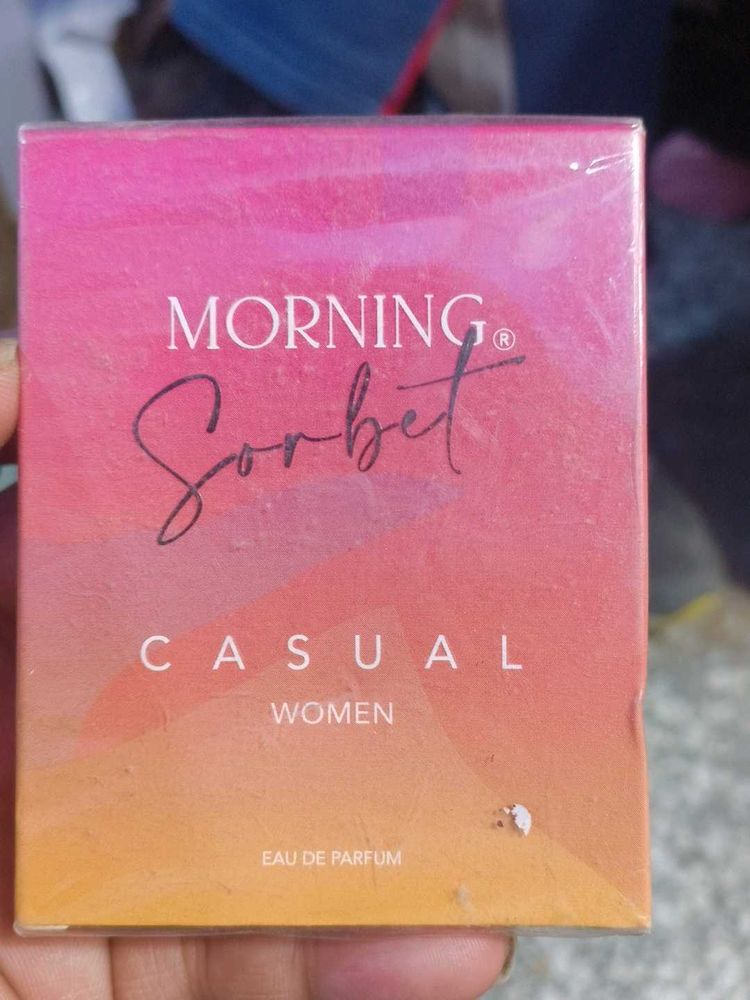 MORNING®
Sorbet
CASUAL
WOMEN
EAU DE PARFUM